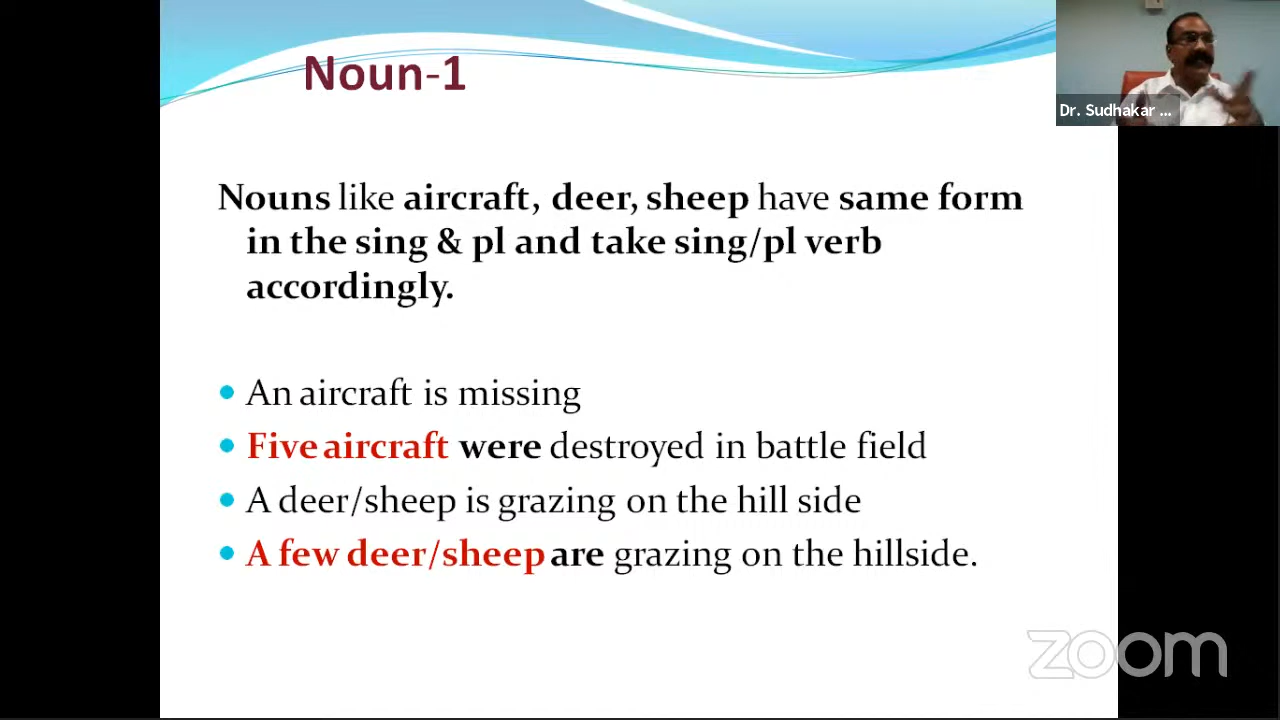 Noun-1
Dr. Sudhakar ...
Nouns like aircraft, deer, sheep have same form
in the sing & pl and take sing/pl verb
accordingly.
• An aircraft is missing
• Five aircraft were destroyed in battle field
• A deer/sheep is grazing on the hill side
• A few deer/sheep are grazing on the hillside.
zoom